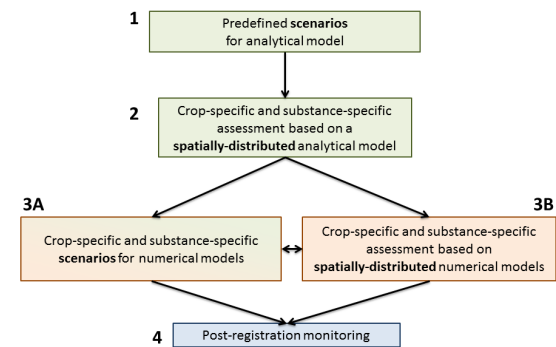 1
Predefined scenarios
for analytical model
2
Crop-specific and substance-specific
assessment based on a
spatially-distributed analytical model
3A
Crop-specific and substance-specific
scenarios for numerical models
3B
Crop-specific and substance-specific
assessment based on
spatially-distributed numerical models
4
Post-registration monitoring